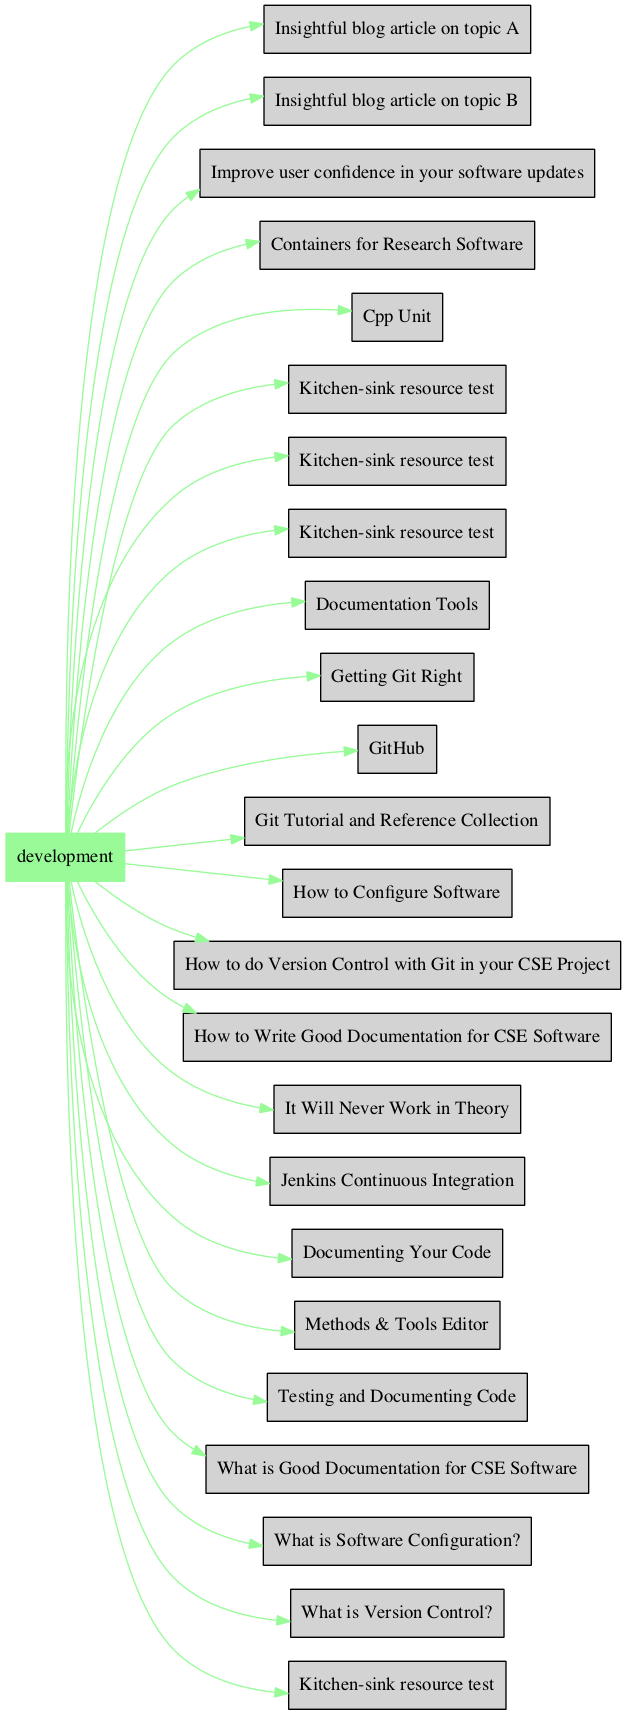 Insightful blog article on topic A
Insightful blog article on topic B
Improve user confidence in your software updates
Containers for Research Software
Cpp Unit
Kitchen-sink resource test
Kitchen-sink resource test
Kitchen-sink resource test
Documentation Tools
Getting Git Right
GitHub
Git Tutorial and Reference Collection
development
How to Configure Software
How to do Version Control with Git in your CSE Project
How to Write Good Documentation for CSE Software
It Will Never Work in Theory
Jenkins Continuous Integration
Documenting Your Code
Methods & Tools Editor
Testing and Documenting Code
What is Good Documentation for CSE Software
What is Software Configuration?
What is Version Control?
Kitchen-sink resource test